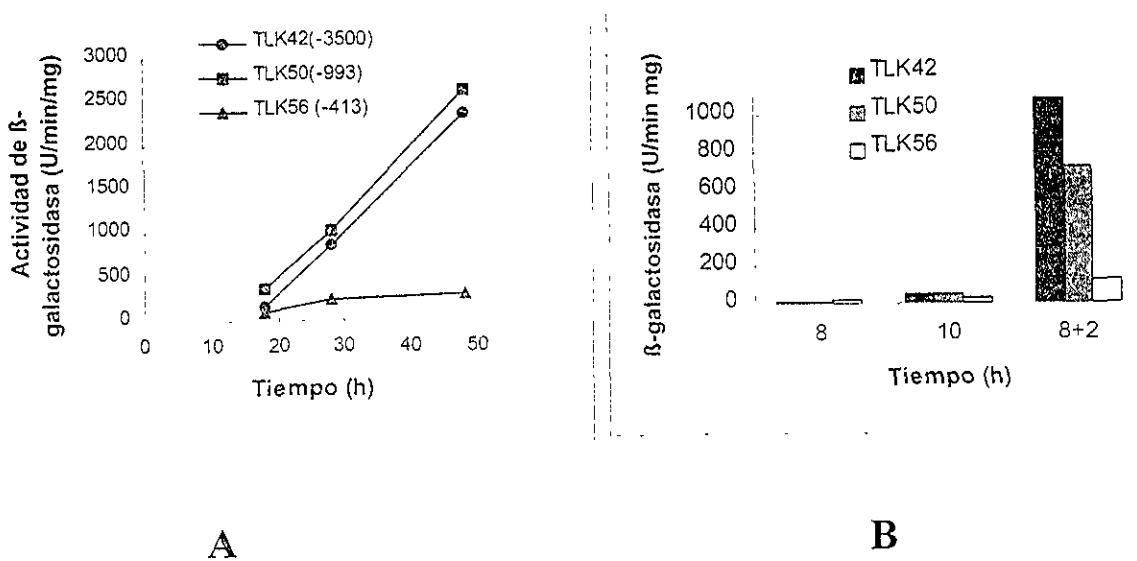 TLK42(-3500)
TLK50(-993)
TLK56 (-413)
Actividad de ß-
galactosidasa (U/min/mg)
3000
2500
2000
1500
1000
500
0
0 10 20 30 40 50
Tiempo (h)
A
TLK42
TLK50
TLK56
ß-galactosidasa (U/min mg)
1000
800
600
400
200
0
8 10 8+2
Tiempo (h)
B